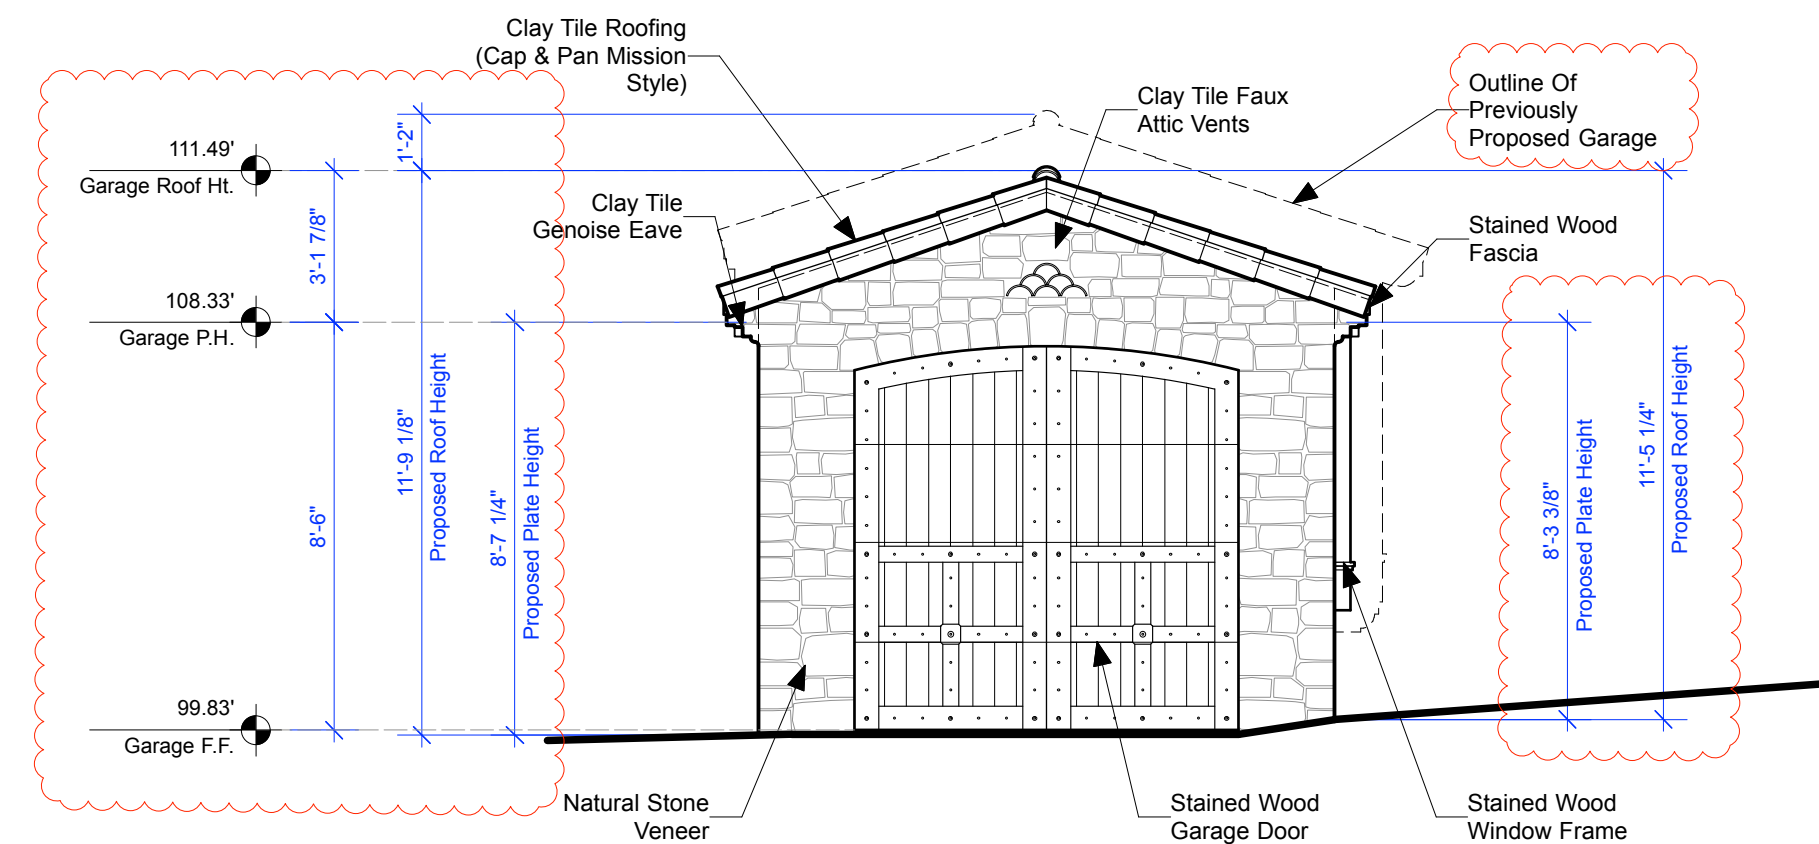 Clay Tile Roofing
(Cap & Pan Mission
Style)
Outline Of
Previously
Proposed Garage
Clay Tile Faux
Attic Vents
1'-2"
111.49'
Garage Roof Ht.
Clay Tile
Genoise Eave
Stained Wood
Fascia
3'-1 7/8"
108.33'
Garage P.H.
8'-6"
11'-9 1/8"
Proposed Roof Height
8'-7 1/4"
Proposed Plate Height
8'-3 3/8"
Proposed Plate Height
11'-5 1/4"
Proposed Roof Height
99.83'
Garage F.F.
Natural Stone
Veneer
Stained Wood
Garage Door
Stained Wood
Window Frame